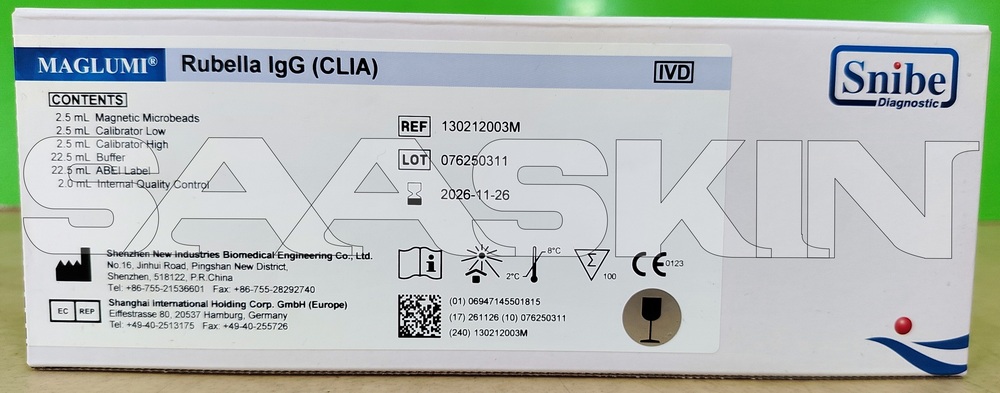 MAGLUMI® Rubella IgG (CLIA)
IVD
Snibe
Diagnostic
CONTENTS
2.5 mL Magnetic Microbeads
2.5 mL Calibrator Low
2.5 mL Calibrator High
22.5 mL Buffer
22.5 mL ABEI Label
2.0 mL Internal Quality Control
REF 130212003M
LOT 076250311
2026-11-26
SAASKIN
Shenzhen New Industries Biomedical Engineering Co., Ltd.
No.16, Jinhui Road, Pingshan New District,
Shenzhen, 518122, P.R.China
Tel: +86-755-21536601 Fax: +86-755-28292740
EC REP
Shanghai International Holding Corp. GmbH (Europe)
Eiffestrasse 80, 20537 Hamburg, Germany
Tel: +49-40-2513175 Fax: +49-40-255726
i
2°C
8°C
Σ
100
CE 0123
(01) 06947145501815
(17) 261126 (10) 076250311
(240) 130212003M